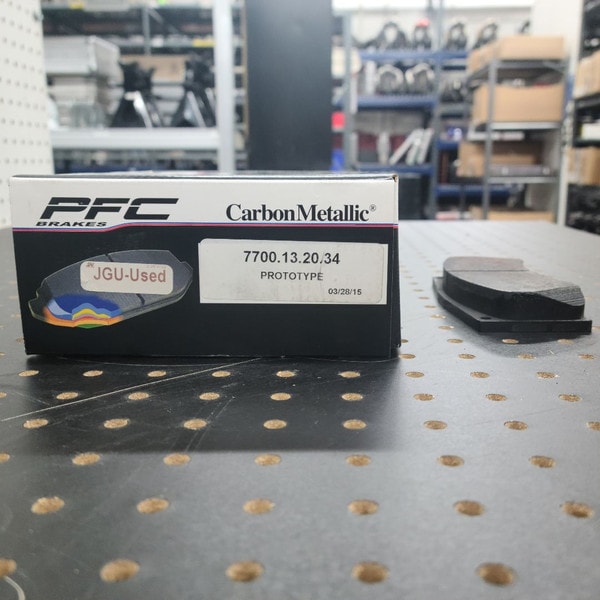 PFC
BRAKES
CarbonMetallic®
JGU-Used
7700.13.20.34
PROTOTYPE
03/28/15